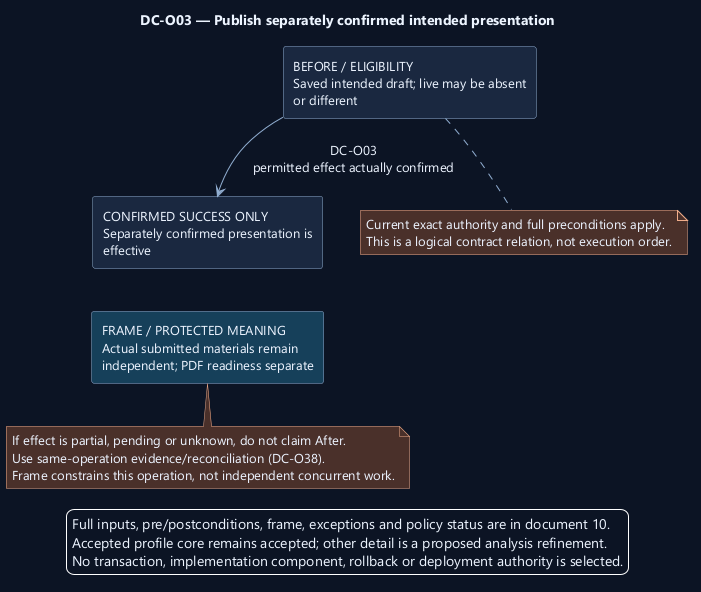 DC-O03 — Publish separately confirmed intended presentation
BEFORE / ELIGIBILITY
Saved intended draft; live may be absent
or different
DC-O03
permitted effect actually confirmed
CONFIRMED SUCCESS ONLY
Separately confirmed presentation is
effective
Current exact authority and full preconditions apply.
This is a logical contract relation, not execution order.
FRAME / PROTECTED MEANING
Actual submitted materials remain
independent; PDF readiness separate
If effect is partial, pending or unknown, do not claim After.
Use same-operation evidence/reconciliation (DC-O38).
Frame constrains this operation, not independent concurrent work.
Full inputs, pre/postconditions, frame, exceptions and policy status are in document 10.
Accepted profile core remains accepted; other detail is a proposed analysis refinement.
No transaction, implementation component, rollback or deployment authority is selected.